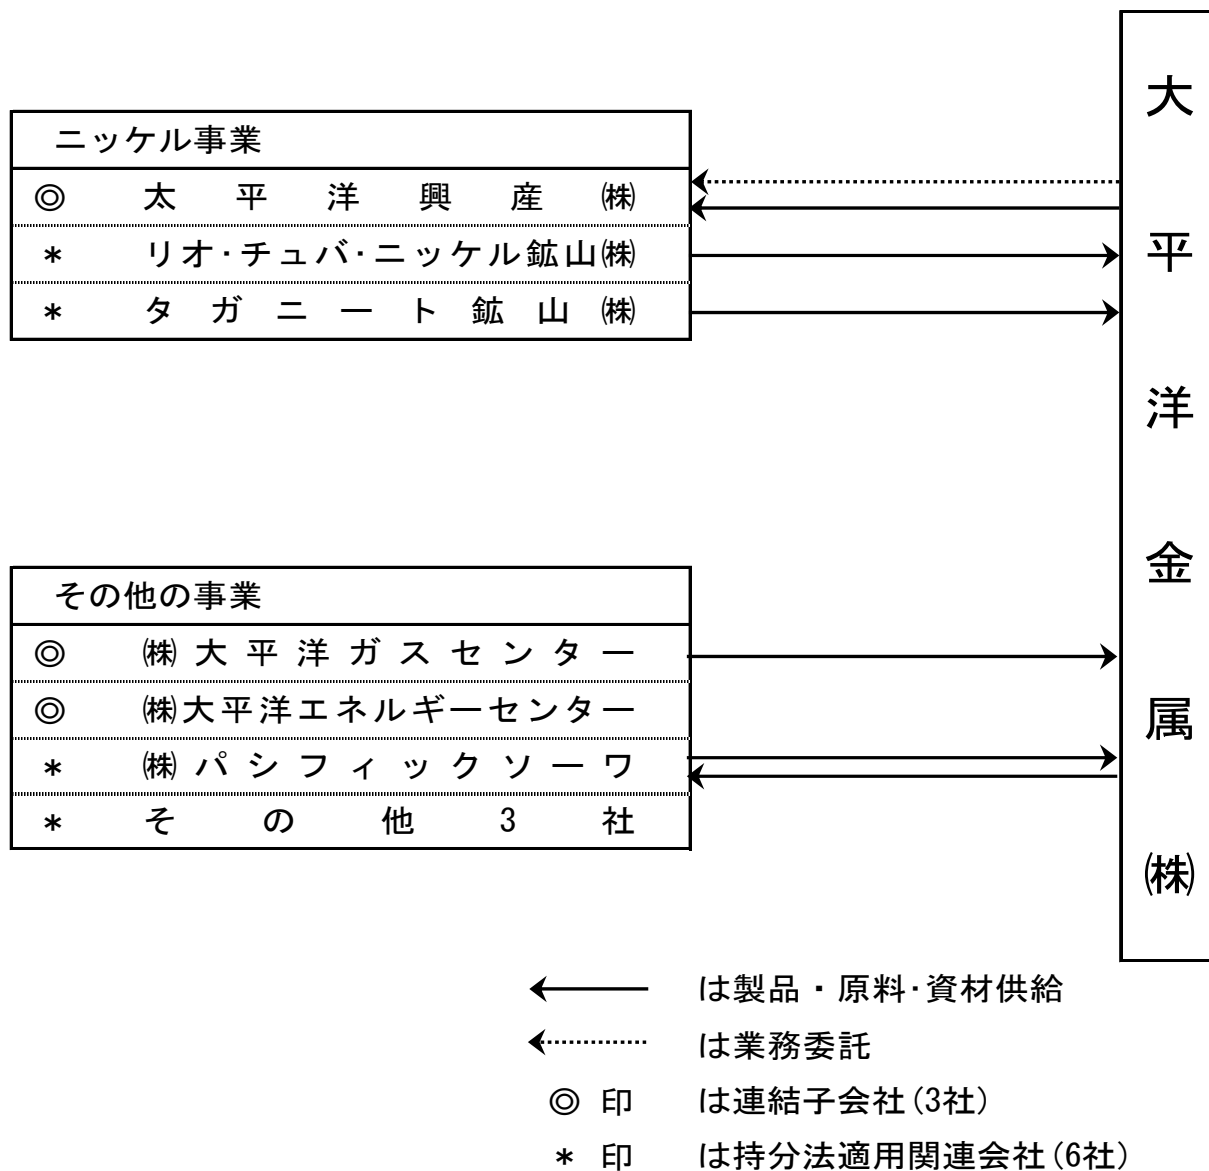 ニッケル事業
◎ 太平洋興産㈱
* リオ・チュバ・ニッケル鉱山㈱
* タガニート鉱山㈱
その他の事業
◎ ㈱大平洋ガスセンター
◎ ㈱大平洋エネルギーセンター
* ㈱パシフィックソーワ
* その他3社
大平洋金属㈱
は製品・原料・資材供給
は業務委託
◎ 印 は連結子会社(3社)
* 印 は持分法適用関連会社(6社)